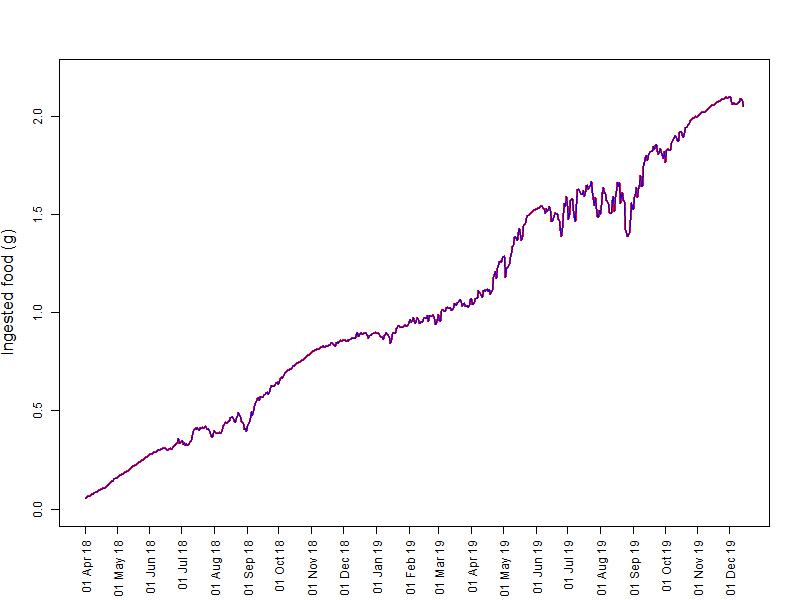 Ingested food (g)
2.0
1.5
1.0
0.5
0.0
01 Apr 18
01 May 18
01 Jun 18
01 Jul 18
01 Aug 18
01 Sep 18
01 Oct 18
01 Nov 18
01 Dec 18
01 Jan 19
01 Feb 19
01 Mar 19
01 Apr 19
01 May 19
01 Jun 19
01 Jul 19
01 Aug 19
01 Sep 19
01 Oct 19
01 Nov 19
01 Dec 19